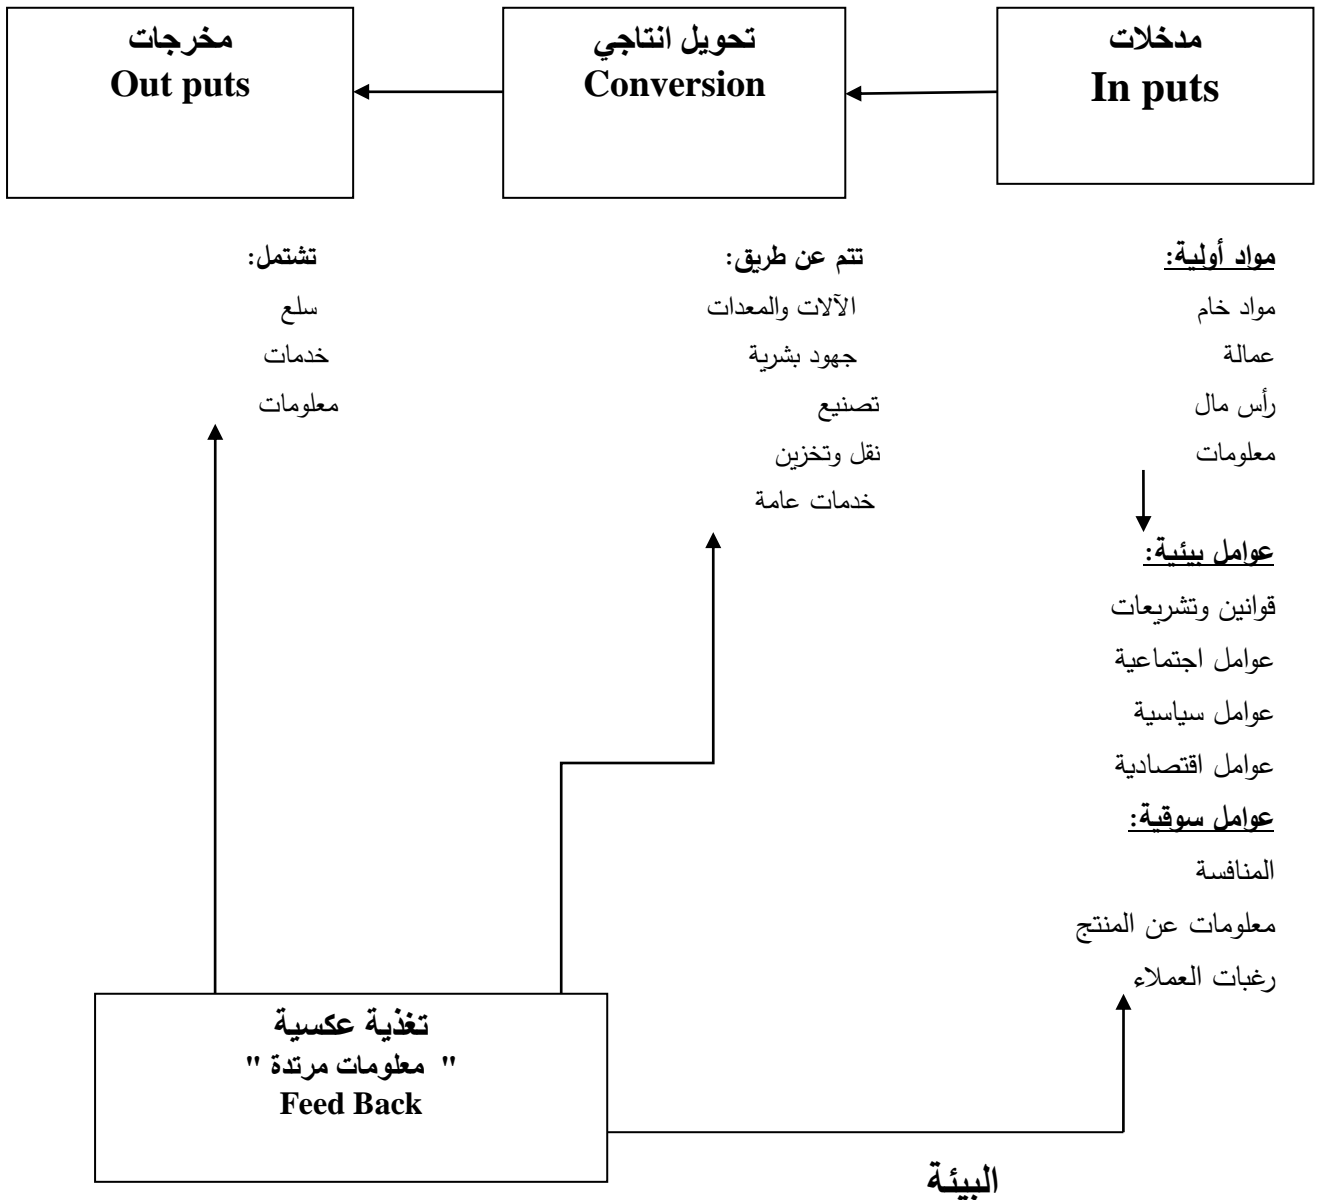 مدخلات
In puts
تحويل انتاجي
Conversion
مخرجات
Out puts
مواد أولية:
مواد خام
عمالة
رأس مال
معلومات
عوامل بيئية:
قوانين وتشريعات
عوامل اجتماعية
عوامل سياسية
عوامل اقتصادية
عوامل سوقية:
المنافسة
معلومات عن المنتج
رغبات العملاء
تتم عن طريق:
الآلات والمعدات
جهود بشرية
تصنيع
نقل وتخزين
خدمات عامة
تشتمل:
سلع
خدمات
معلومات
تغذية عكسية
" معلومات مرتدة "
Feed Back
البيئة